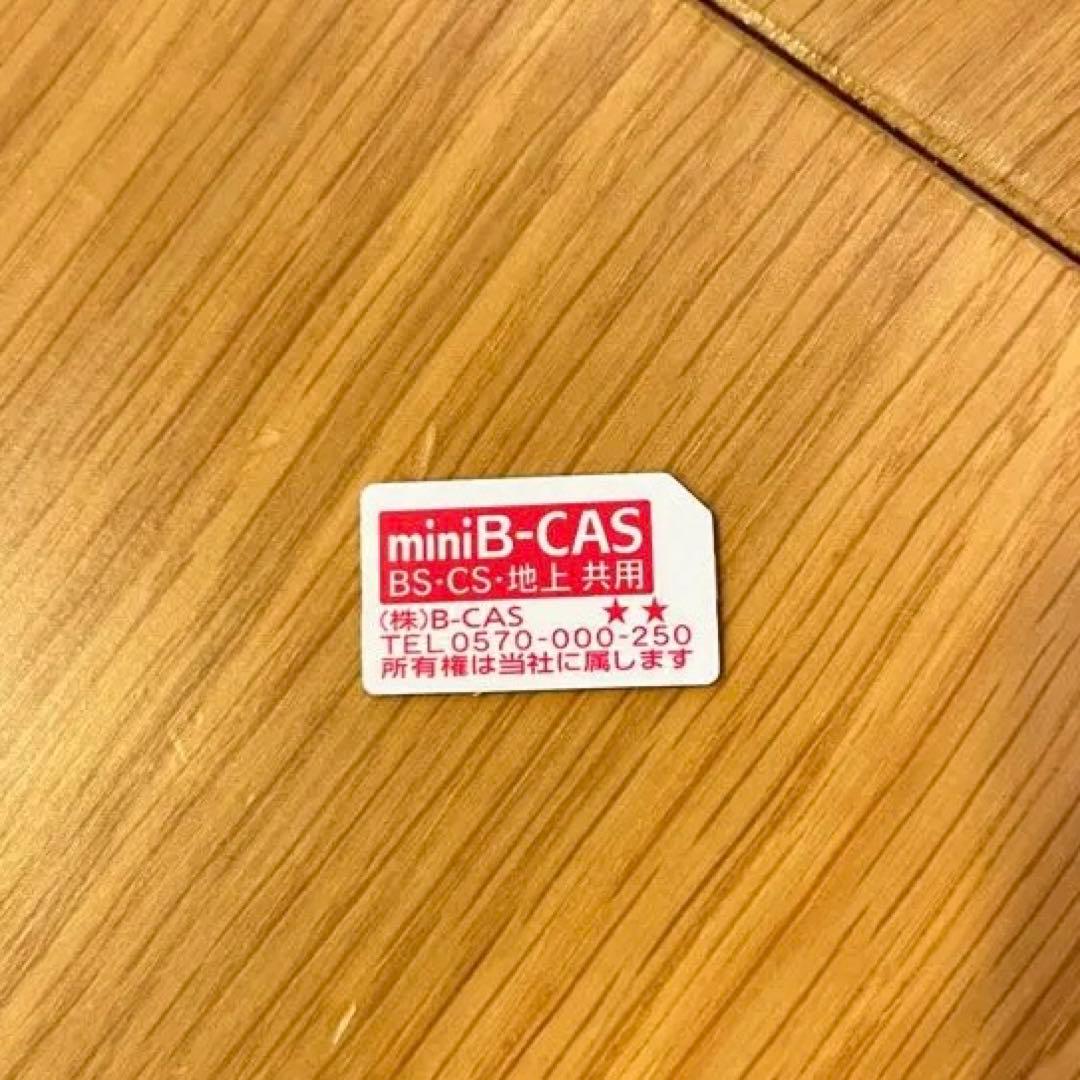 miniB-CAS
BS・CS・地上 共用
(株)B-CAS ★★
TEL 0570-000-250
所有権は当社に属します